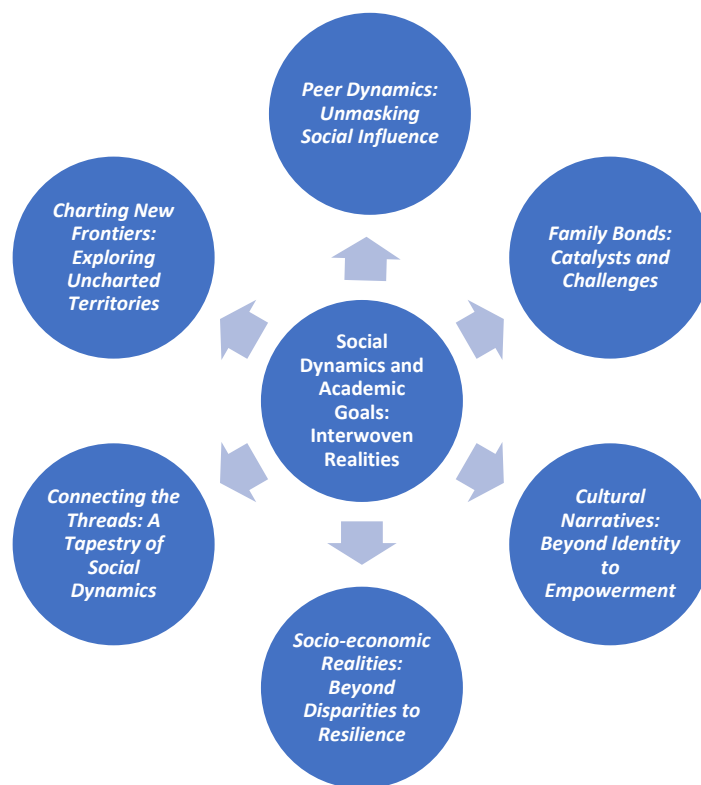 Peer Dynamics:
Unmasking
Social Influence
Charting New
Frontiers:
Exploring
Uncharted
Territories
Family Bonds:
Catalysts and
Challenges
Social
Dynamics and
Academic
Goals:
Interwoven
Realities
Connecting the
Threads: A
Tapestry of
Social
Dynamics
Cultural
Narratives:
Beyond Identity
to
Empowerment
Socio-economic
Realities:
Beyond
Disparities to
Resilience